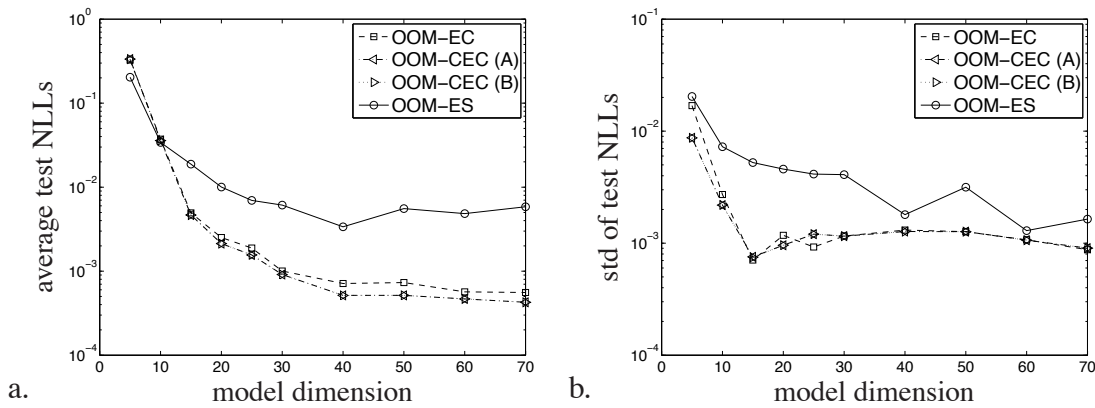 10^0
10^{-1}
10^{-2}
10^{-3}
10^{-4}
average test NLLs
OOM−EC
OOM−CEC (A)
OOM−CEC (B)
OOM−ES
0 10 20 30 40 50 60 70
model dimension
a.
10^{-1}
10^{-2}
10^{-3}
10^{-4}
std of test NLLs
OOM−EC
OOM−CEC (A)
OOM−CEC (B)
OOM−ES
0 10 20 30 40 50 60 70
model dimension
b.